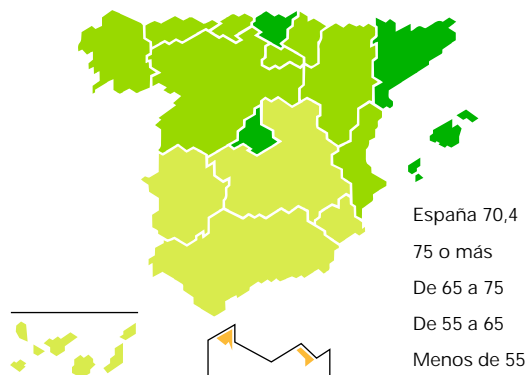 España 70,4
75 o más
De 65 a 75
De 55 a 65
Menos de 55